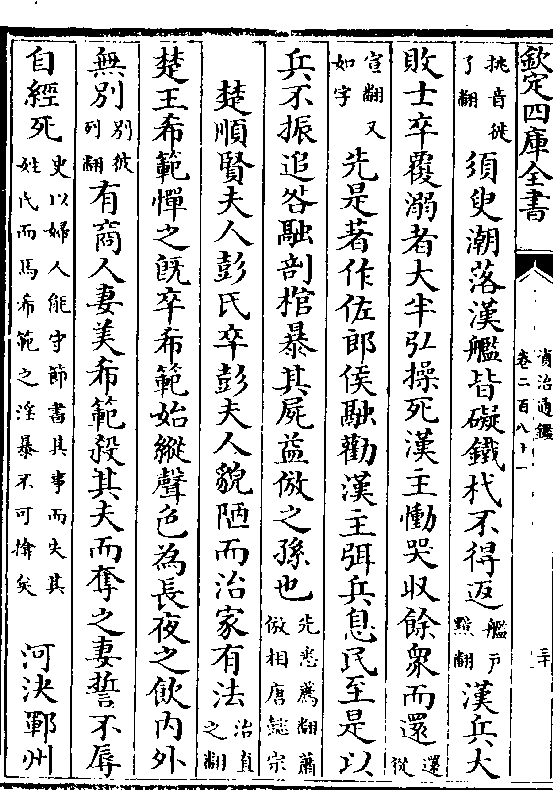 欽定四庫全書
資治通鑑
卷二百八十一
二十
挑音徒
了翻
須臾潮落漢艦皆礙鐵杙不得返
艦戸
黯翻
漢兵大
敗士卒覆溺者大半弘操死漢主慟哭收餘衆而還
還
從
宣翻又
如字
先是著作佐郎侯融勸漢主弭兵息民至是以
兵不振追咎融剖棺暴其屍益倣之孫也
先悉薦翻蕭
倣相唐懿宗
楚順賢夫人彭氏卒彭夫人貌陋而治家有法
治直
之翻
楚王希範憚之既卒希範始縱聲色為長夜之飲内外
無別
別彼
列翻
有商人妻美希範殺其夫而奪之妻誓不辱
自經死
史以婦人能守節書其事而失其
姓氏而馬希範之淫暴不可揜矣
河決鄆州